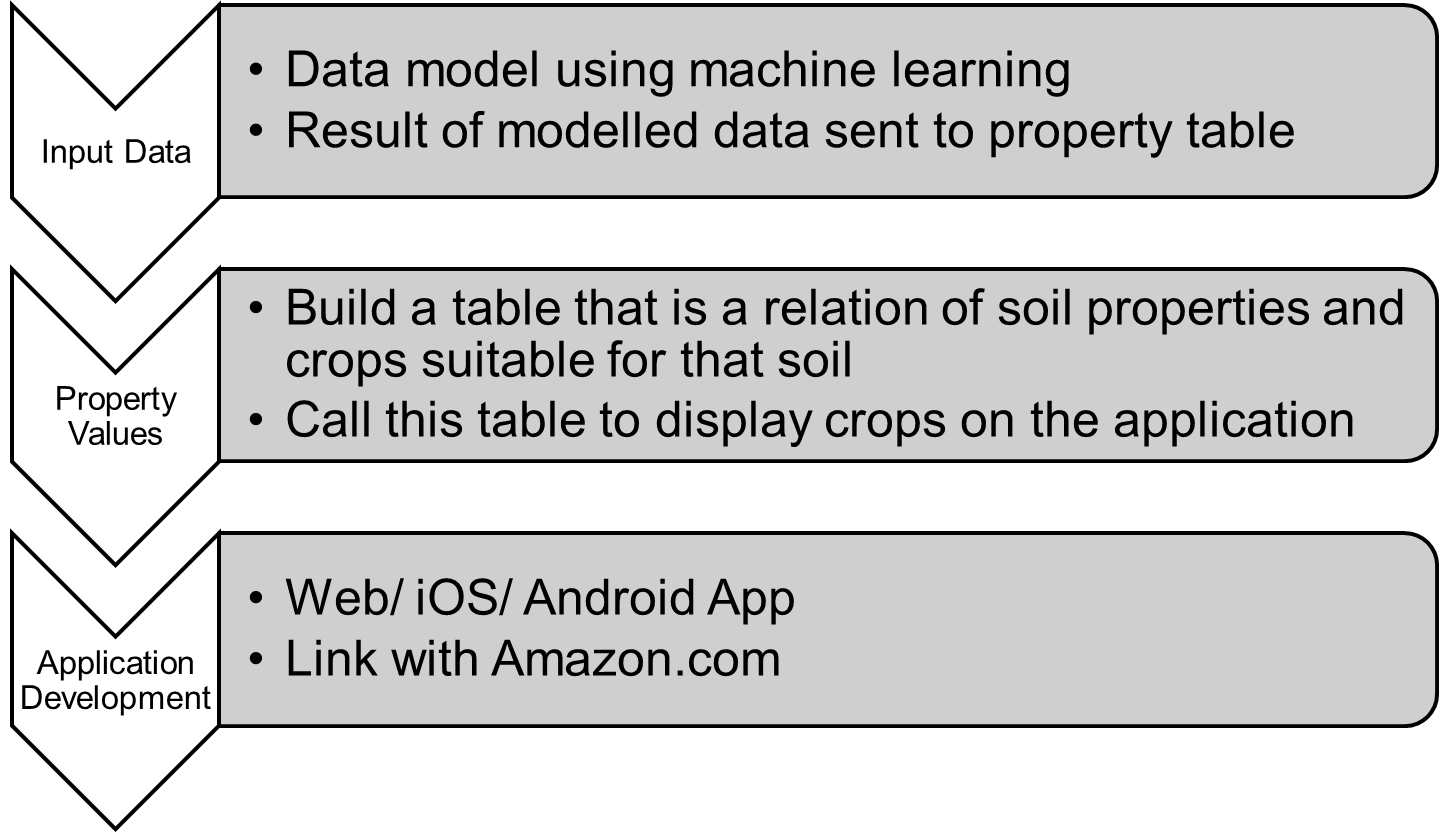 Input Data
• Data model using machine learning
• Result of modelled data sent to property table
Property
Values
• Build a table that is a relation of soil properties and
crops suitable for that soil
• Call this table to display crops on the application
Application
Development
• Web/ iOS/ Android App
• Link with Amazon.com